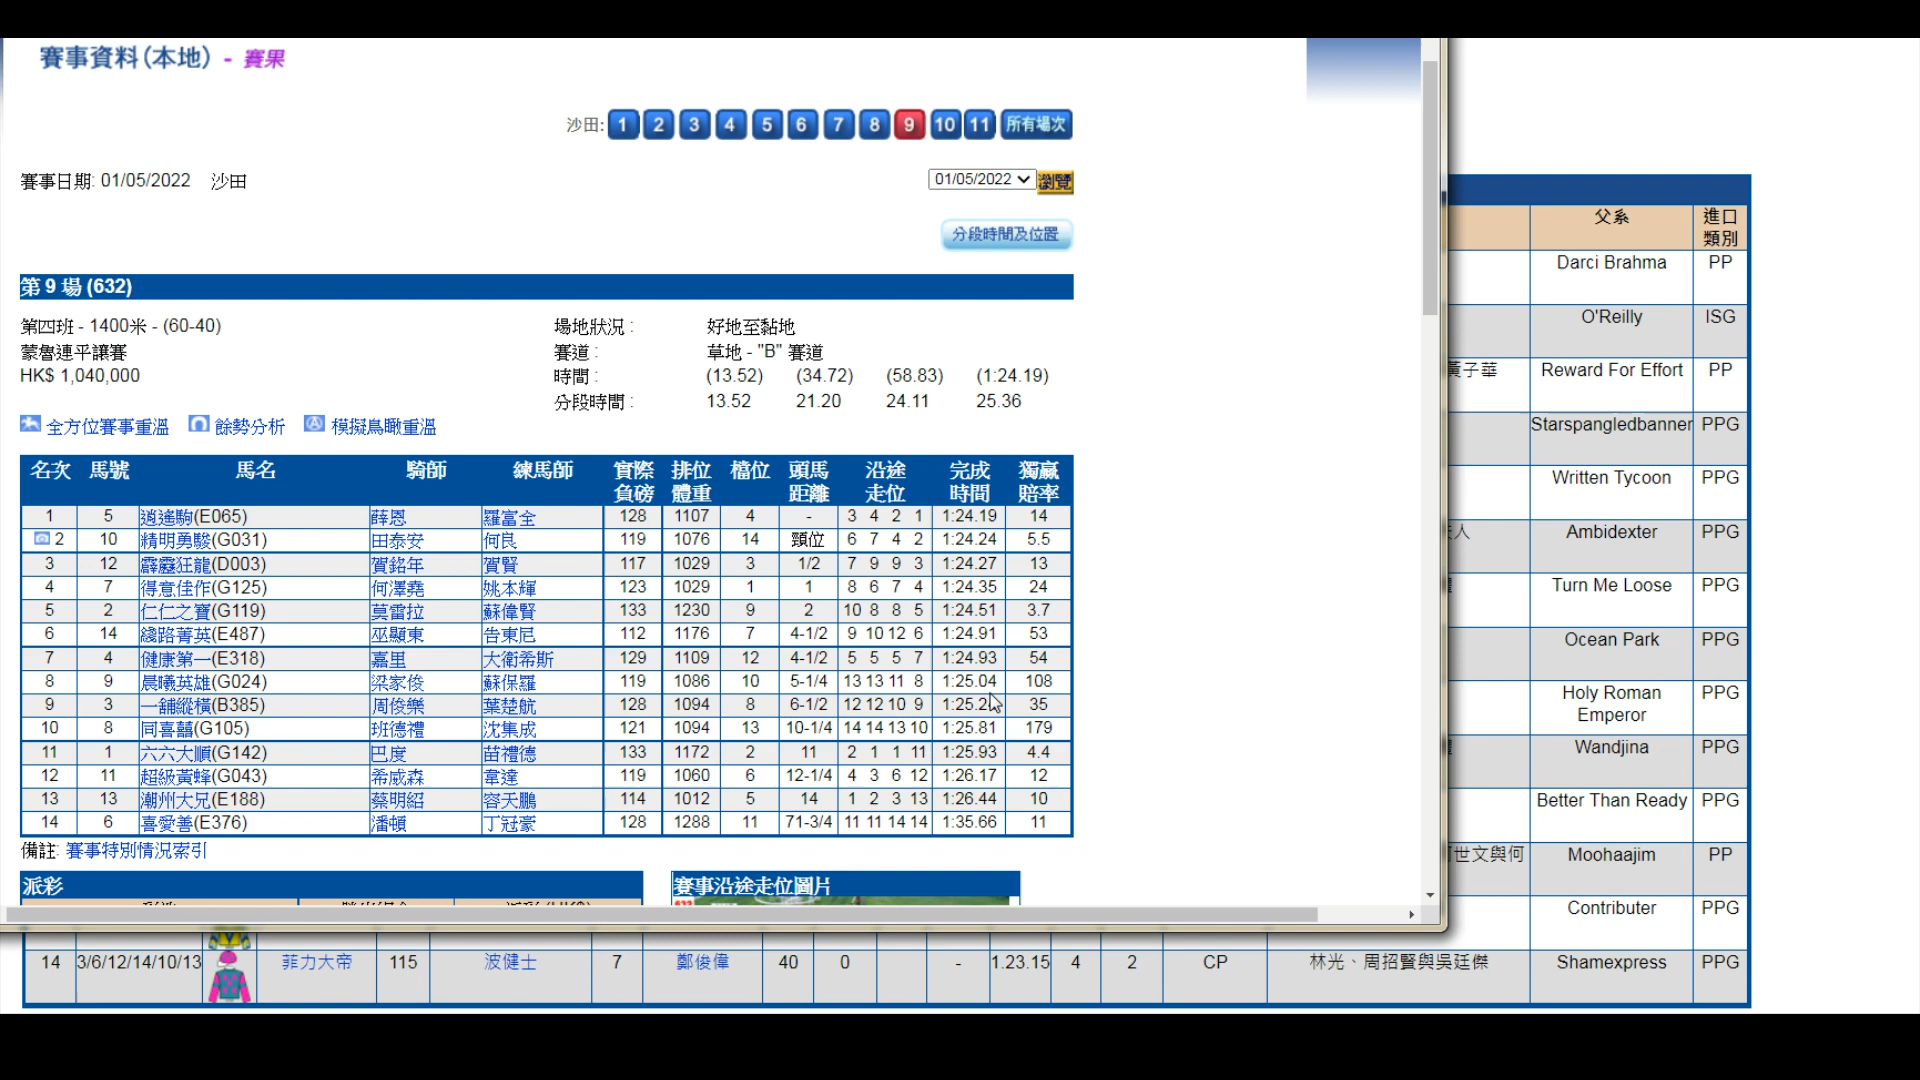 賽事資料(本地) - 賽果
沙田: 1 2 3 4 5 6 7 8 9 10 11 所有場次
賽事日期: 01/05/2022 沙田 01/05/2022 瀏覽
分段時間及位置
第 9 場 (632)
第四班 - 1400米 - (60-40) 場地狀況 : 好地至黏地
蒙魯連平讓賽 賽道 : 草地 - "B" 賽道
HK$ 1,040,000 時間 : (13.52) (34.72) (58.83) (1:24.19)
分段時間 : 13.52 21.20 24.11 25.36
全方位賽事重溫 餘勢分析 模擬鳥瞰重溫
名次 馬號 馬名 騎師 練馬師 實際負磅 排位體重 檔位 頭馬距離 沿途走位 完成時間 獨贏賠率
1 5 逍遙駒(E065) 薛恩 羅富全 128 1107 4 - 3 4 2 1 1:24.19 14
2 10 精明勇駿(G031) 田泰安 何良 119 1076 14 頸位 6 7 4 2 1:24.24 5.5
3 12 霹靂狂龍(D003) 賀銘年 賀賢 117 1029 3 1/2 7 9 9 3 1:24.27 13
4 7 得意佳作(G125) 何澤堯 姚本輝 123 1029 1 1 8 6 7 4 1:24.35 24
5 2 仁仁之寶(G119) 莫雷拉 蘇偉賢 133 1230 9 2 10 8 8 5 1:24.51 3.7
6 14 綫路菁英(E487) 巫顯東 告東尼 112 1176 7 4-1/2 9 10 12 6 1:24.91 53
7 4 健康第一(E318) 嘉里 大衛希斯 129 1109 12 4-1/2 5 5 5 7 1:24.93 54
8 9 晨曦英雄(G024) 梁家俊 蘇保羅 119 1086 10 5-1/4 13 13 11 8 1:25.04 108
9 3 一舖縱橫(B385) 周俊樂 葉楚航 128 1094 8 6-1/2 12 12 10 9 1:25.2 35
10 8 同喜囍(G105) 班德禮 沈集成 121 1094 13 10-1/4 14 14 13 10 1:25.81 179
11 1 六六大順(G142) 巴度 苗禮德 133 1172 2 11 2 1 1 11 1:25.93 4.4
12 11 超級黃蜂(G043) 希威森 韋達 119 1060 6 12-1/4 4 3 6 12 1:26.17 12
13 13 潮州大兄(E188) 蔡明紹 容天鵬 114 1012 5 14 1 2 3 13 1:26.44 10
14 6 喜愛善(E376) 潘頓 丁冠豪 128 1288 11 71-3/4 11 11 14 14 1:35.66 11
備註: 賽事特別情況索引
派彩 賽事沿途走位圖片
父系 進口類別
Darci Brahma PP
O'Reilly ISG
黃子華 Reward For Effort PP
Starspangledbanner PPG
Written Tycoon PPG
人 Ambidexter PPG
Turn Me Loose PPG
Ocean Park PPG
Holy Roman Emperor PPG
Wandjina PPG
Better Than Ready PPG
世文與何 Moohaajim PP
Contributer PPG
14 3/6/12/14/10/13 菲力大帝 115 波健士 7 鄭俊偉 40 0 - 1.23.15 4 2 CP 林光、周招賢與吳廷傑 Shamexpress PPG